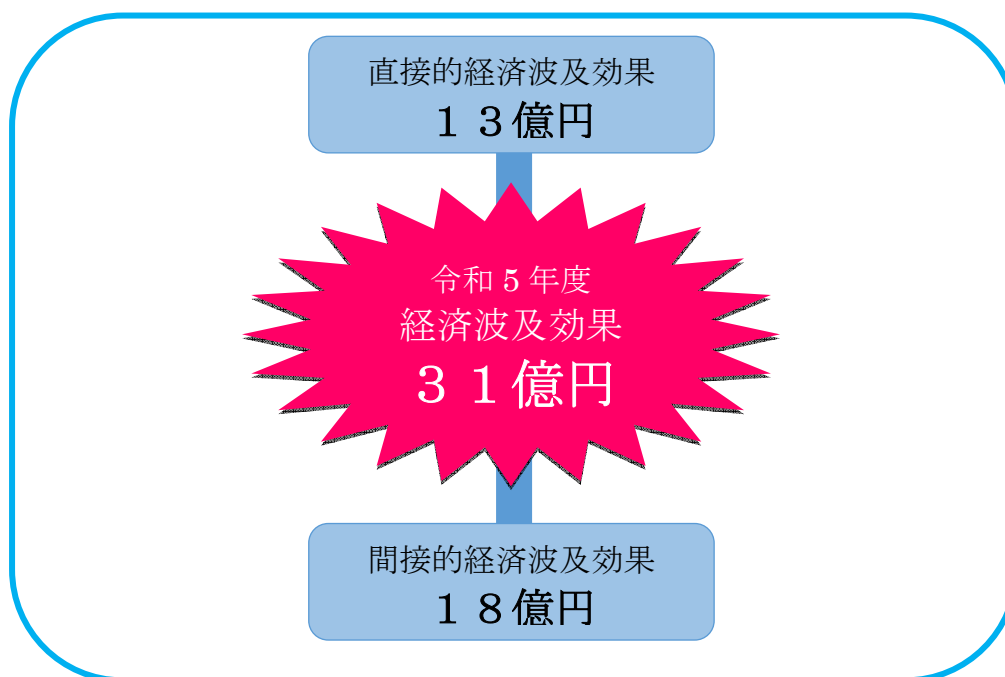 直接的経済波及効果
１３億円
令和 5 年度
経済波及効果
３１億円
間接的経済波及効果
１８億円